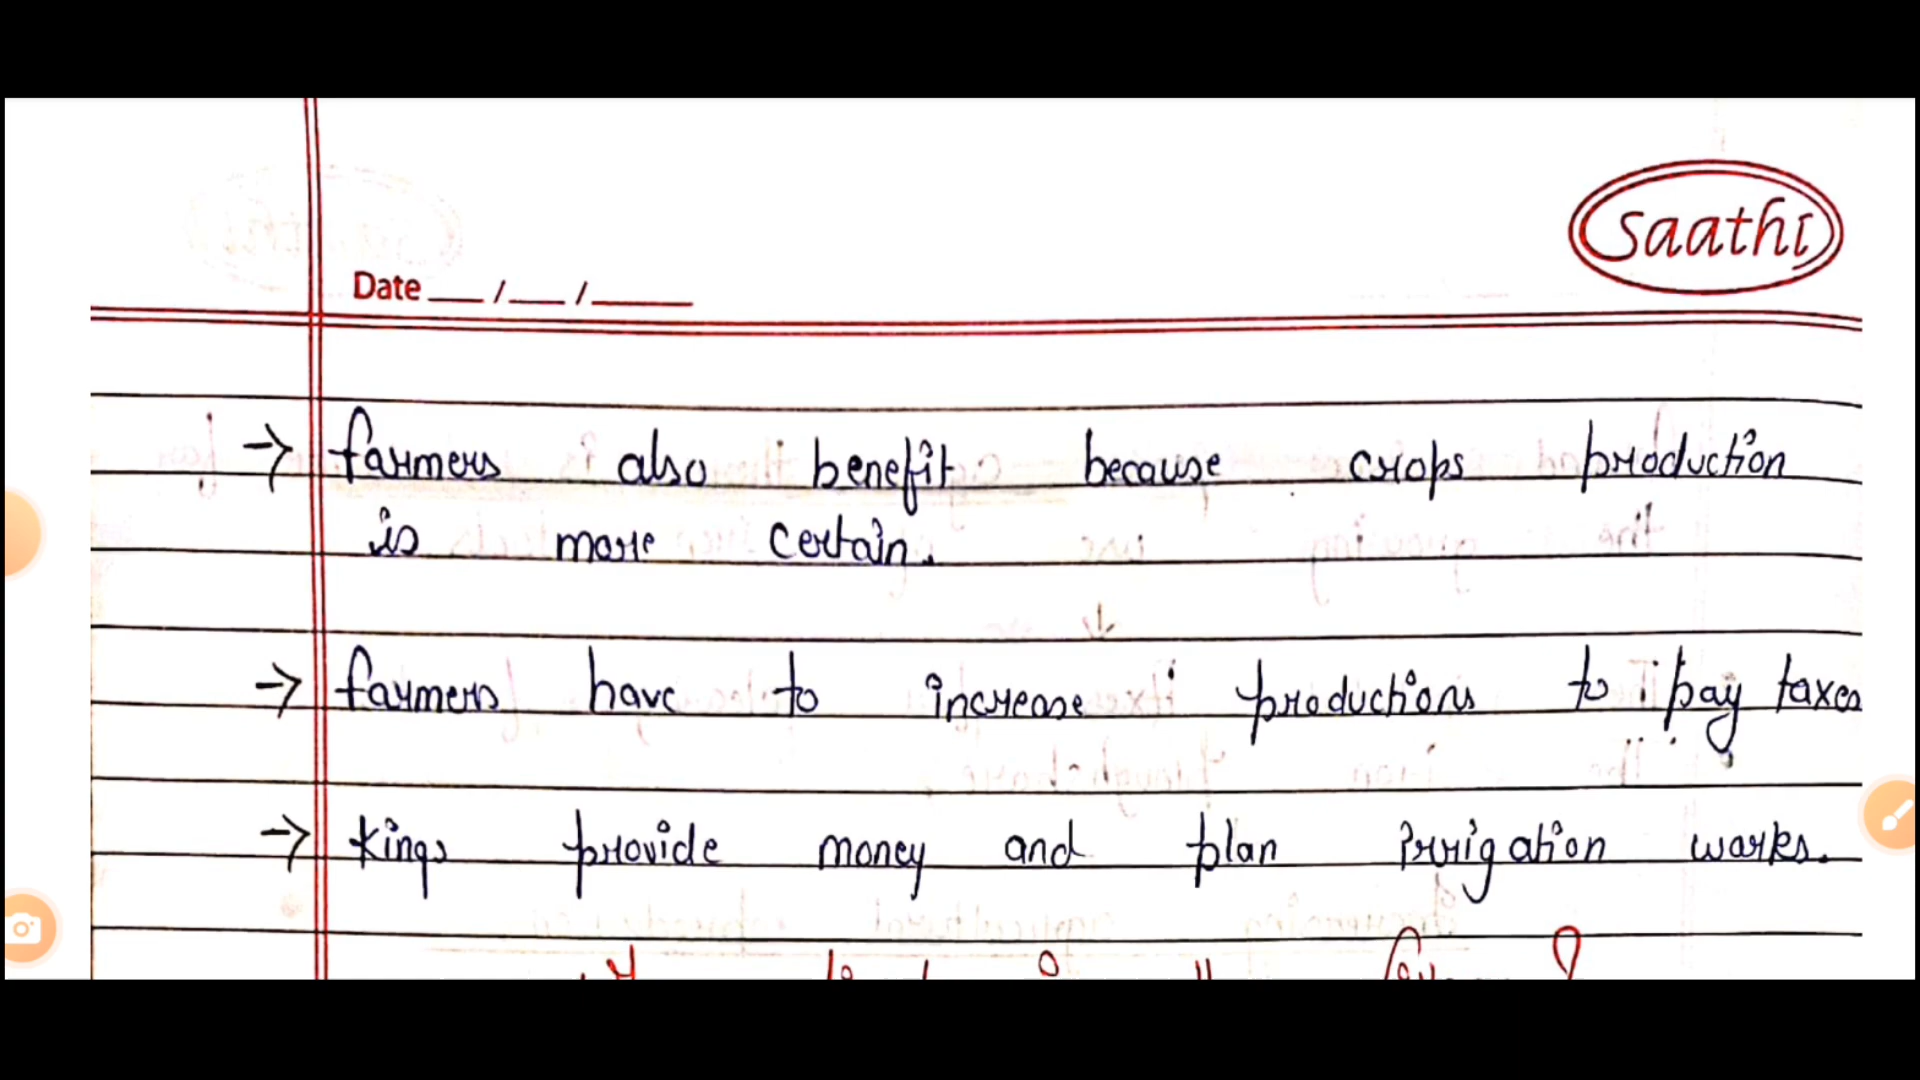 saathi
Date __/__/____
→ farmers also benefit because crops production
is more certain.
→ farmers have to increase productions to pay taxes
→ kings provide money and plan irrigation works.